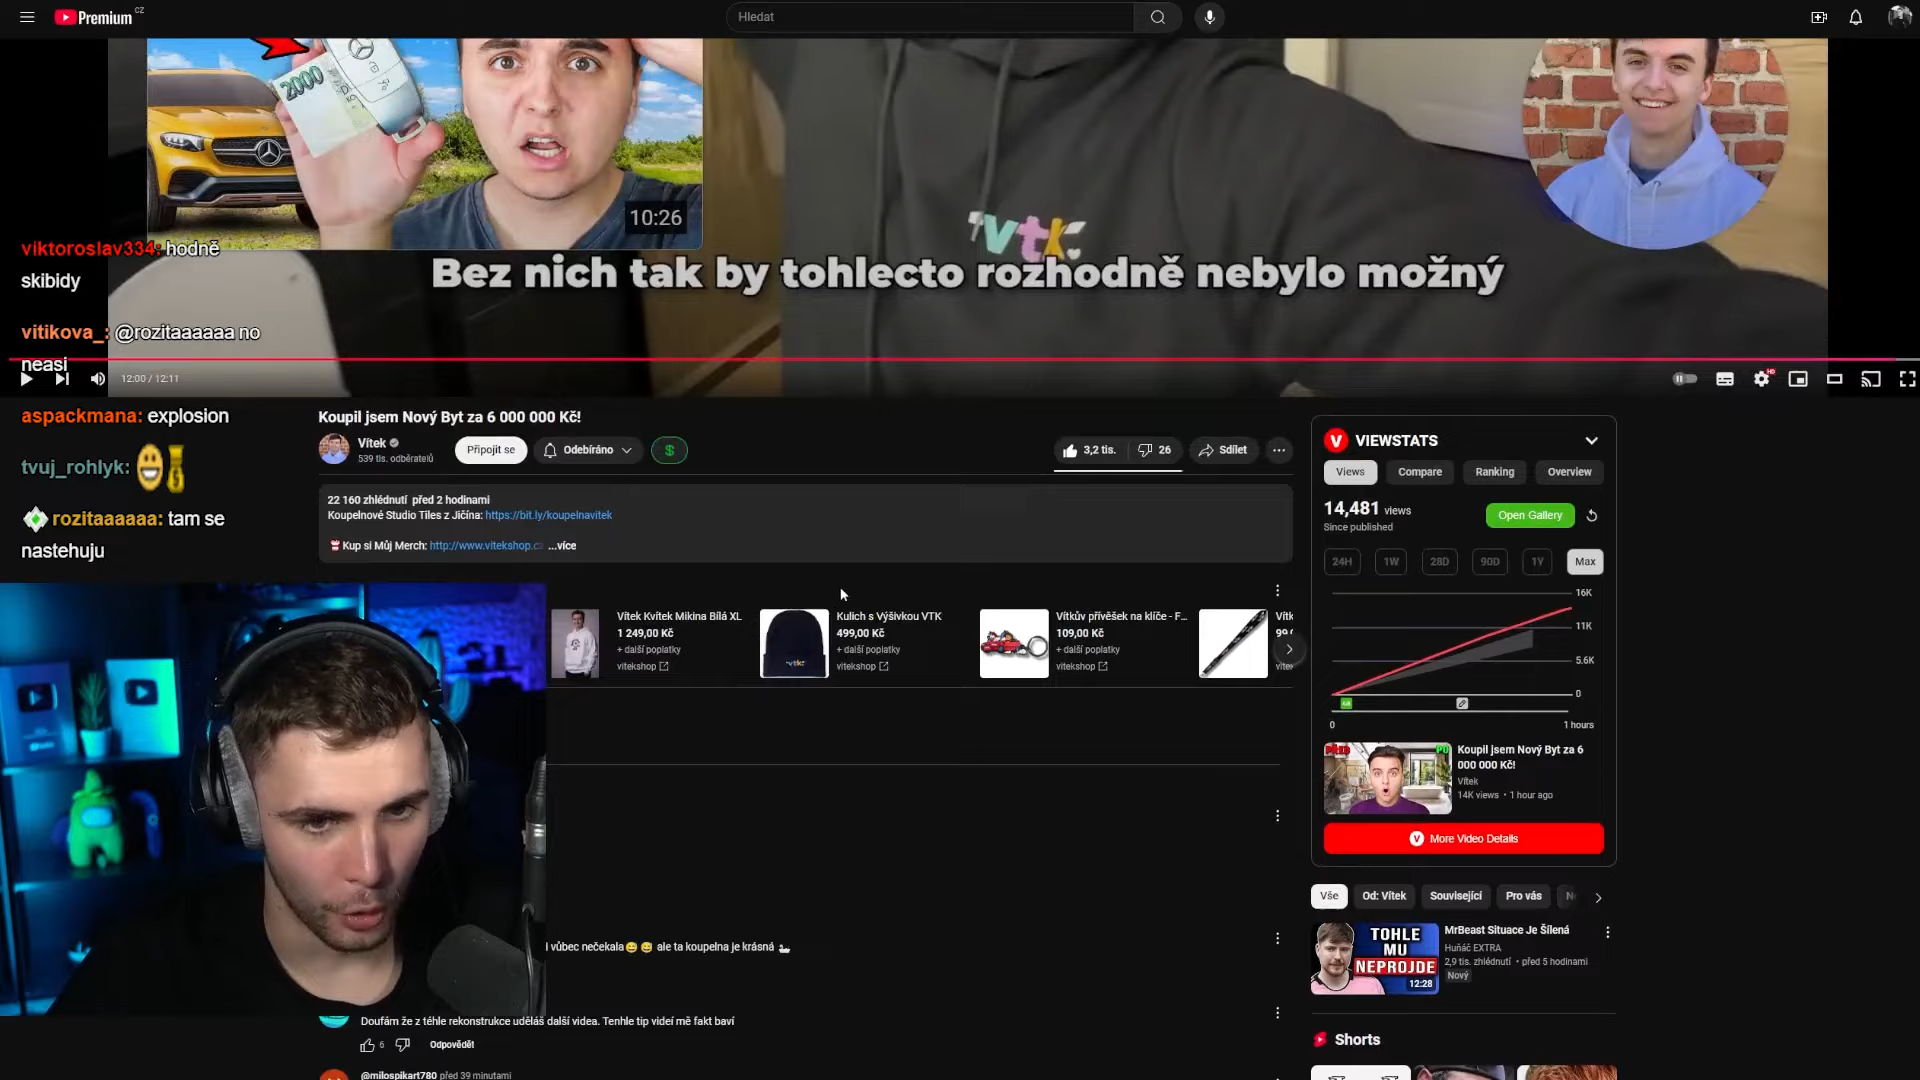 Premium CZ
Hledat
2000
10:26
vtk
Bez nich tak by tohlecto rozhodně nebylo možný
viktoroslav334: hodně
skibidy
vitikova_: @rozitaaaaaa no
neasi
aspackmana: explosion
tvuj_rohlyk:
rozitaaaaaa: tam se
nastehuju
12:00 / 12:11
HD
Koupil jsem Nový Byt za 6 000 000 Kč!
Vítek
539 tis. odběratelů
Připojit se
Odebíráno
$
3,2 tis.
26
Sdílet
22 160 zhlédnutí před 2 hodinami
Koupelnové Studio Tiles z Jičína: https://bit.ly/koupelnavitek
Kup si Můj Merch: http://www.vitekshop.c ...více
Vítek Kvítek Mikina Bílá XL
1 249,00 Kč
+ další poplatky
vitekshop
Kulich s Výšivkou VTK
499,00 Kč
+ další poplatky
vitekshop
Vítkův přívěšek na klíče - F...
109,00 Kč
+ další poplatky
vitekshop
VIEWSTATS
Views
Compare
Ranking
Overview
14,481 views
Since published
Open Gallery
24H
1W
28D
90D
1Y
Max
16K
11K
5.6K
0
0
1 hours
PŘED
PO
Koupil jsem Nový Byt za 6
000 000 Kč!
Vítek
14K views • 1 hour ago
More Video Details
Vše
Od: Vítek
Související
Pro vás
TOHLE
MU
NEPROJDE
12:28
MrBeast Situace Je Šílená
Huňáč EXTRA
2,9 tis. zhlédnutí • před 5 hodinami
Nový
Shorts
vůbec nečekala ale ta koupelna je krásná
Doufám že z téhle rekonstrukce uděláš další videa. Tenhle tip videí mě fakt baví
6
Odpovědět
@milospikart780 před 39 minutami